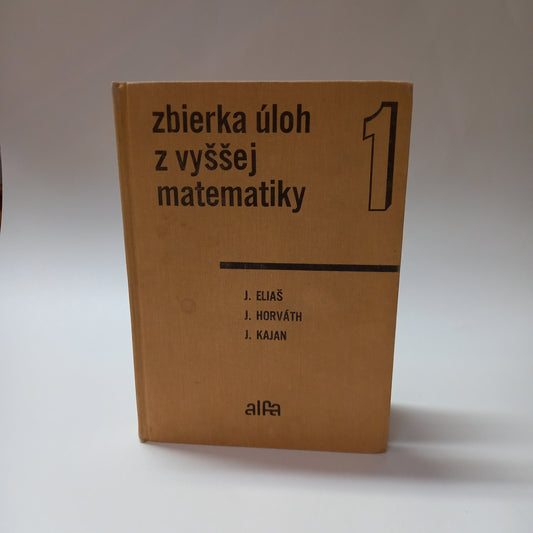 zbierka úloh
z vyššej
matematiky
1
J. ELIAŠ
J. HORVÁTH
J. KAJAN
alfa